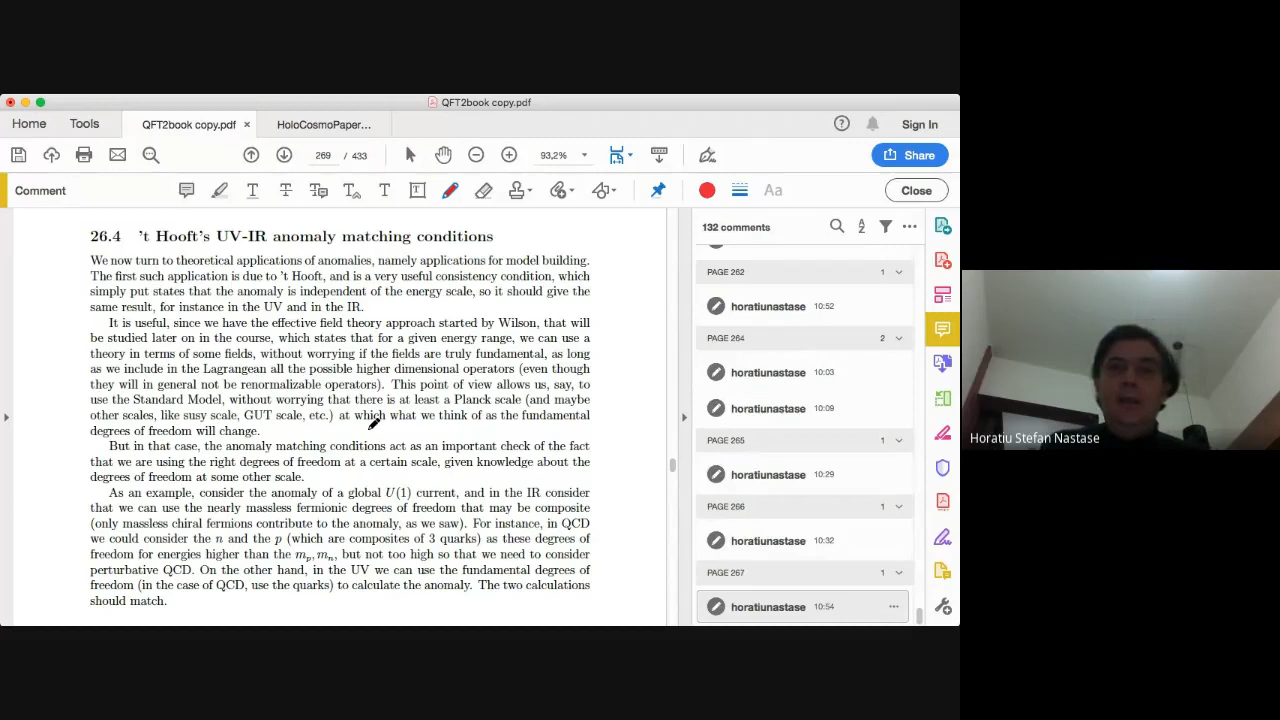 QFT2book copy.pdf
Home
Tools
QFT2book copy.pdf ×
HoloCosmoPaper...
Sign In
269 / 433
93,2%
Share
Comment
Aa
Close
26.4 't Hooft's UV-IR anomaly matching conditions
We now turn to theoretical applications of anomalies, namely applications for model building.
The first such application is due to 't Hooft, and is a very useful consistency condition, which
simply put states that the anomaly is independent of the energy scale, so it should give the
same result, for instance in the UV and in the IR.
It is useful, since we have the effective field theory approach started by Wilson, that will
be studied later on in the course, which states that for a given energy range, we can use a
theory in terms of some fields, without worrying if the fields are truly fundamental, as long
as we include in the Lagrangean all the possible higher dimensional operators (even though
they will in general not be renormalizable operators). This point of view allows us, say, to
use the Standard Model, without worrying that there is at least a Planck scale (and maybe
other scales, like susy scale, GUT scale, etc.) at which what we think of as the fundamental
degrees of freedom will change.
But in that case, the anomaly matching conditions act as an important check of the fact
that we are using the right degrees of freedom at a certain scale, given knowledge about the
degrees of freedom at some other scale.
As an example, consider the anomaly of a global U(1) current, and in the IR consider
that we can use the nearly massless fermionic degrees of freedom that may be composite
(only massless chiral fermions contribute to the anomaly, as we saw). For instance, in QCD
we could consider the n and the p (which are composites of 3 quarks) as these degrees of
freedom for energies higher than the mp, mn, but not too high so that we need to consider
perturbative QCD. On the other hand, in the UV we can use the fundamental degrees of
freedom (in the case of QCD, use the quarks) to calculate the anomaly. The two calculations
should match.
132 comments
PAGE 262 1
horatiunastase 10:52
PAGE 264 2
horatiunastase 10:03
horatiunastase 10:09
PAGE 265 1
horatiunastase 10:29
PAGE 266 1
horatiunastase 10:32
PAGE 267 1
horatiunastase 10:54
Horatiu Stefan Nastase